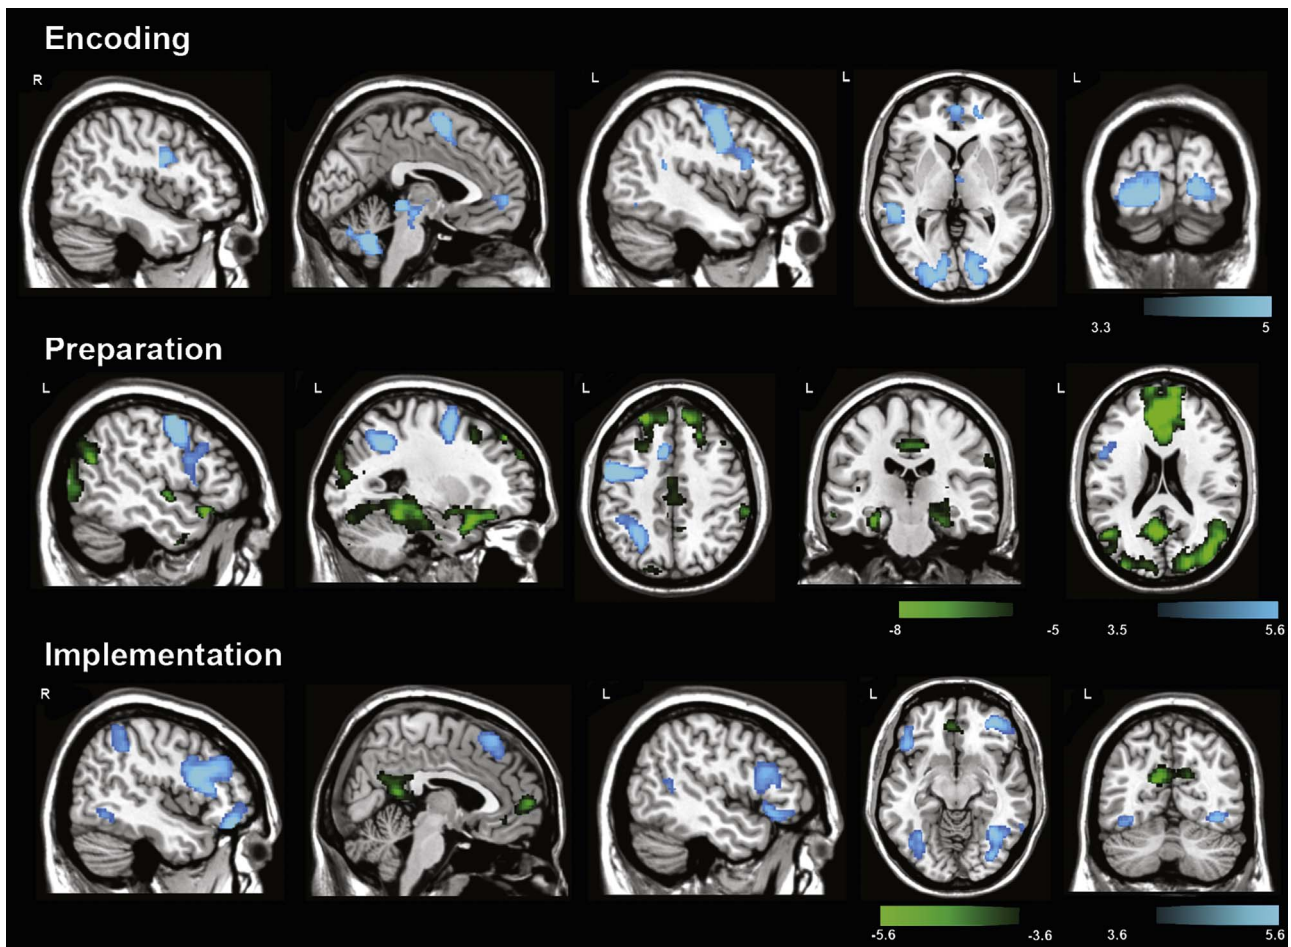 Encoding
R
L
L
L
3.3
5
Preparation
L
L
L
L
L
-8
-5
3.5
5.6
Implementation
R
L
L
L
-5.6
-3.6
3.6
5.6